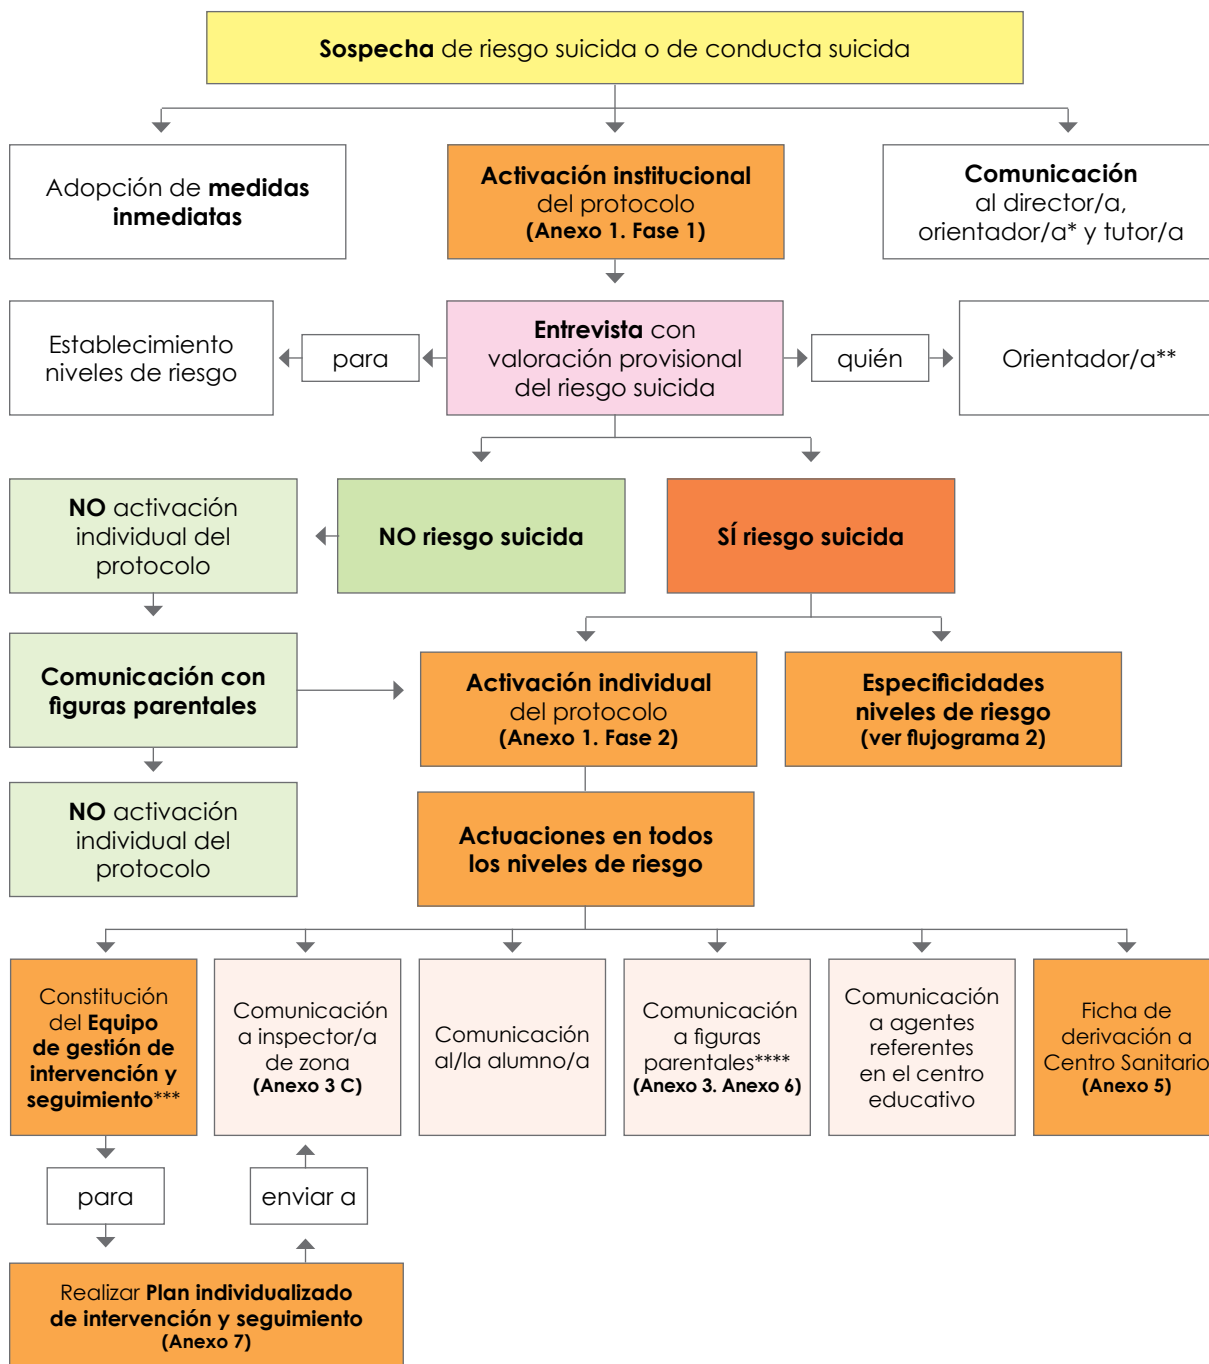 Sospecha de riesgo suicida o de conducta suicida
Adopción de medidas
inmediatas
Activación institucional
del protocolo
(Anexo 1. Fase 1)
Comunicación
al director/a,
orientador/a* y tutor/a
Establecimiento
niveles de riesgo
para
Entrevista con
valoración provisional
del riesgo suicida
quién
Orientador/a**
NO activación
individual del
protocolo
NO riesgo suicida
SÍ riesgo suicida
Comunicación con
figuras parentales
Activación individual
del protocolo
(Anexo 1. Fase 2)
Especificidades
niveles de riesgo
(ver flujograma 2)
NO activación
individual del
protocolo
Actuaciones en todos
los niveles de riesgo
Constitución
del Equipo
de gestión de
intervención y
seguimiento***
Comunicación
a inspector/a
de zona
(Anexo 3 C)
Comunicación
al/la alumno/a
Comunicación
a figuras
parentales****
(Anexo 3. Anexo 6)
Comunicación
a agentes
referentes
en el centro
educativo
Ficha de
derivación a
Centro Sanitario
(Anexo 5)
para
enviar a
Realizar Plan individualizado
de intervención y seguimiento
(Anexo 7)